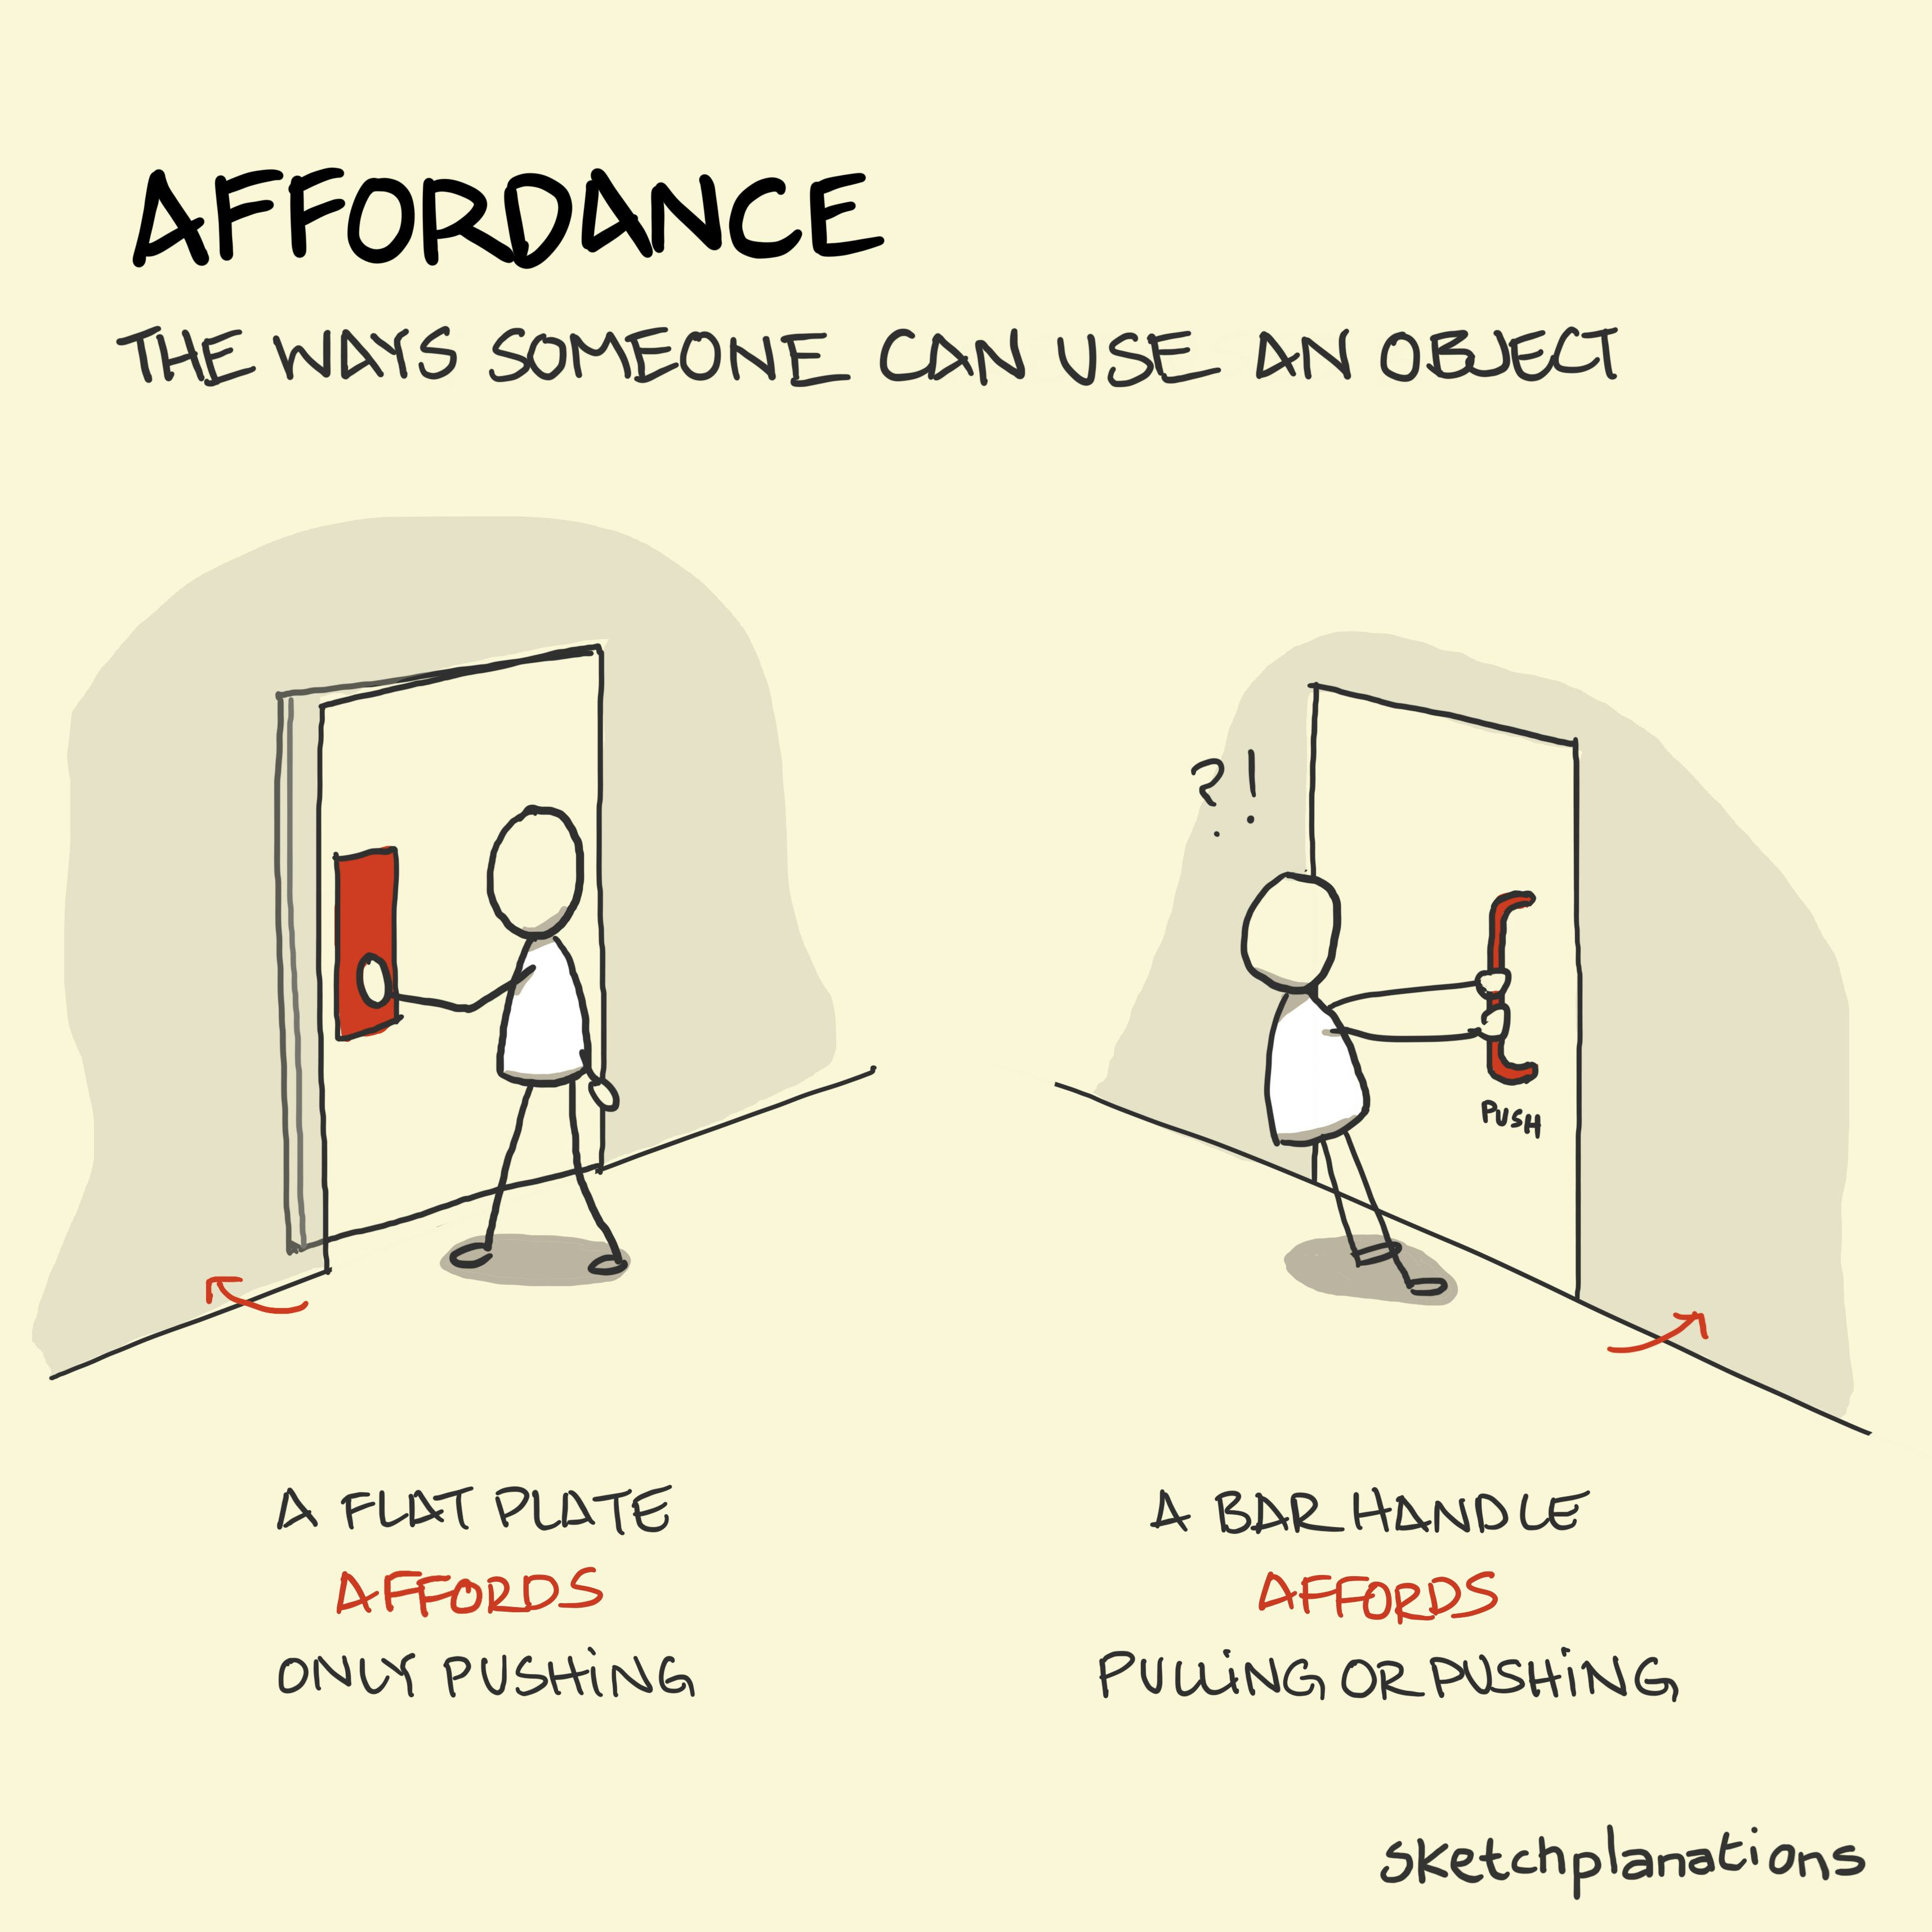 AFFORDANCE
THE WAYS SOMEONE CAN USE AN OBJECT
?!
PUSH
A FLAT PLATE
AFFORDS
ONLY PUSHING
A BAR HANDLE
AFFORDS
PULLING OR PUSHING
sketchplanations